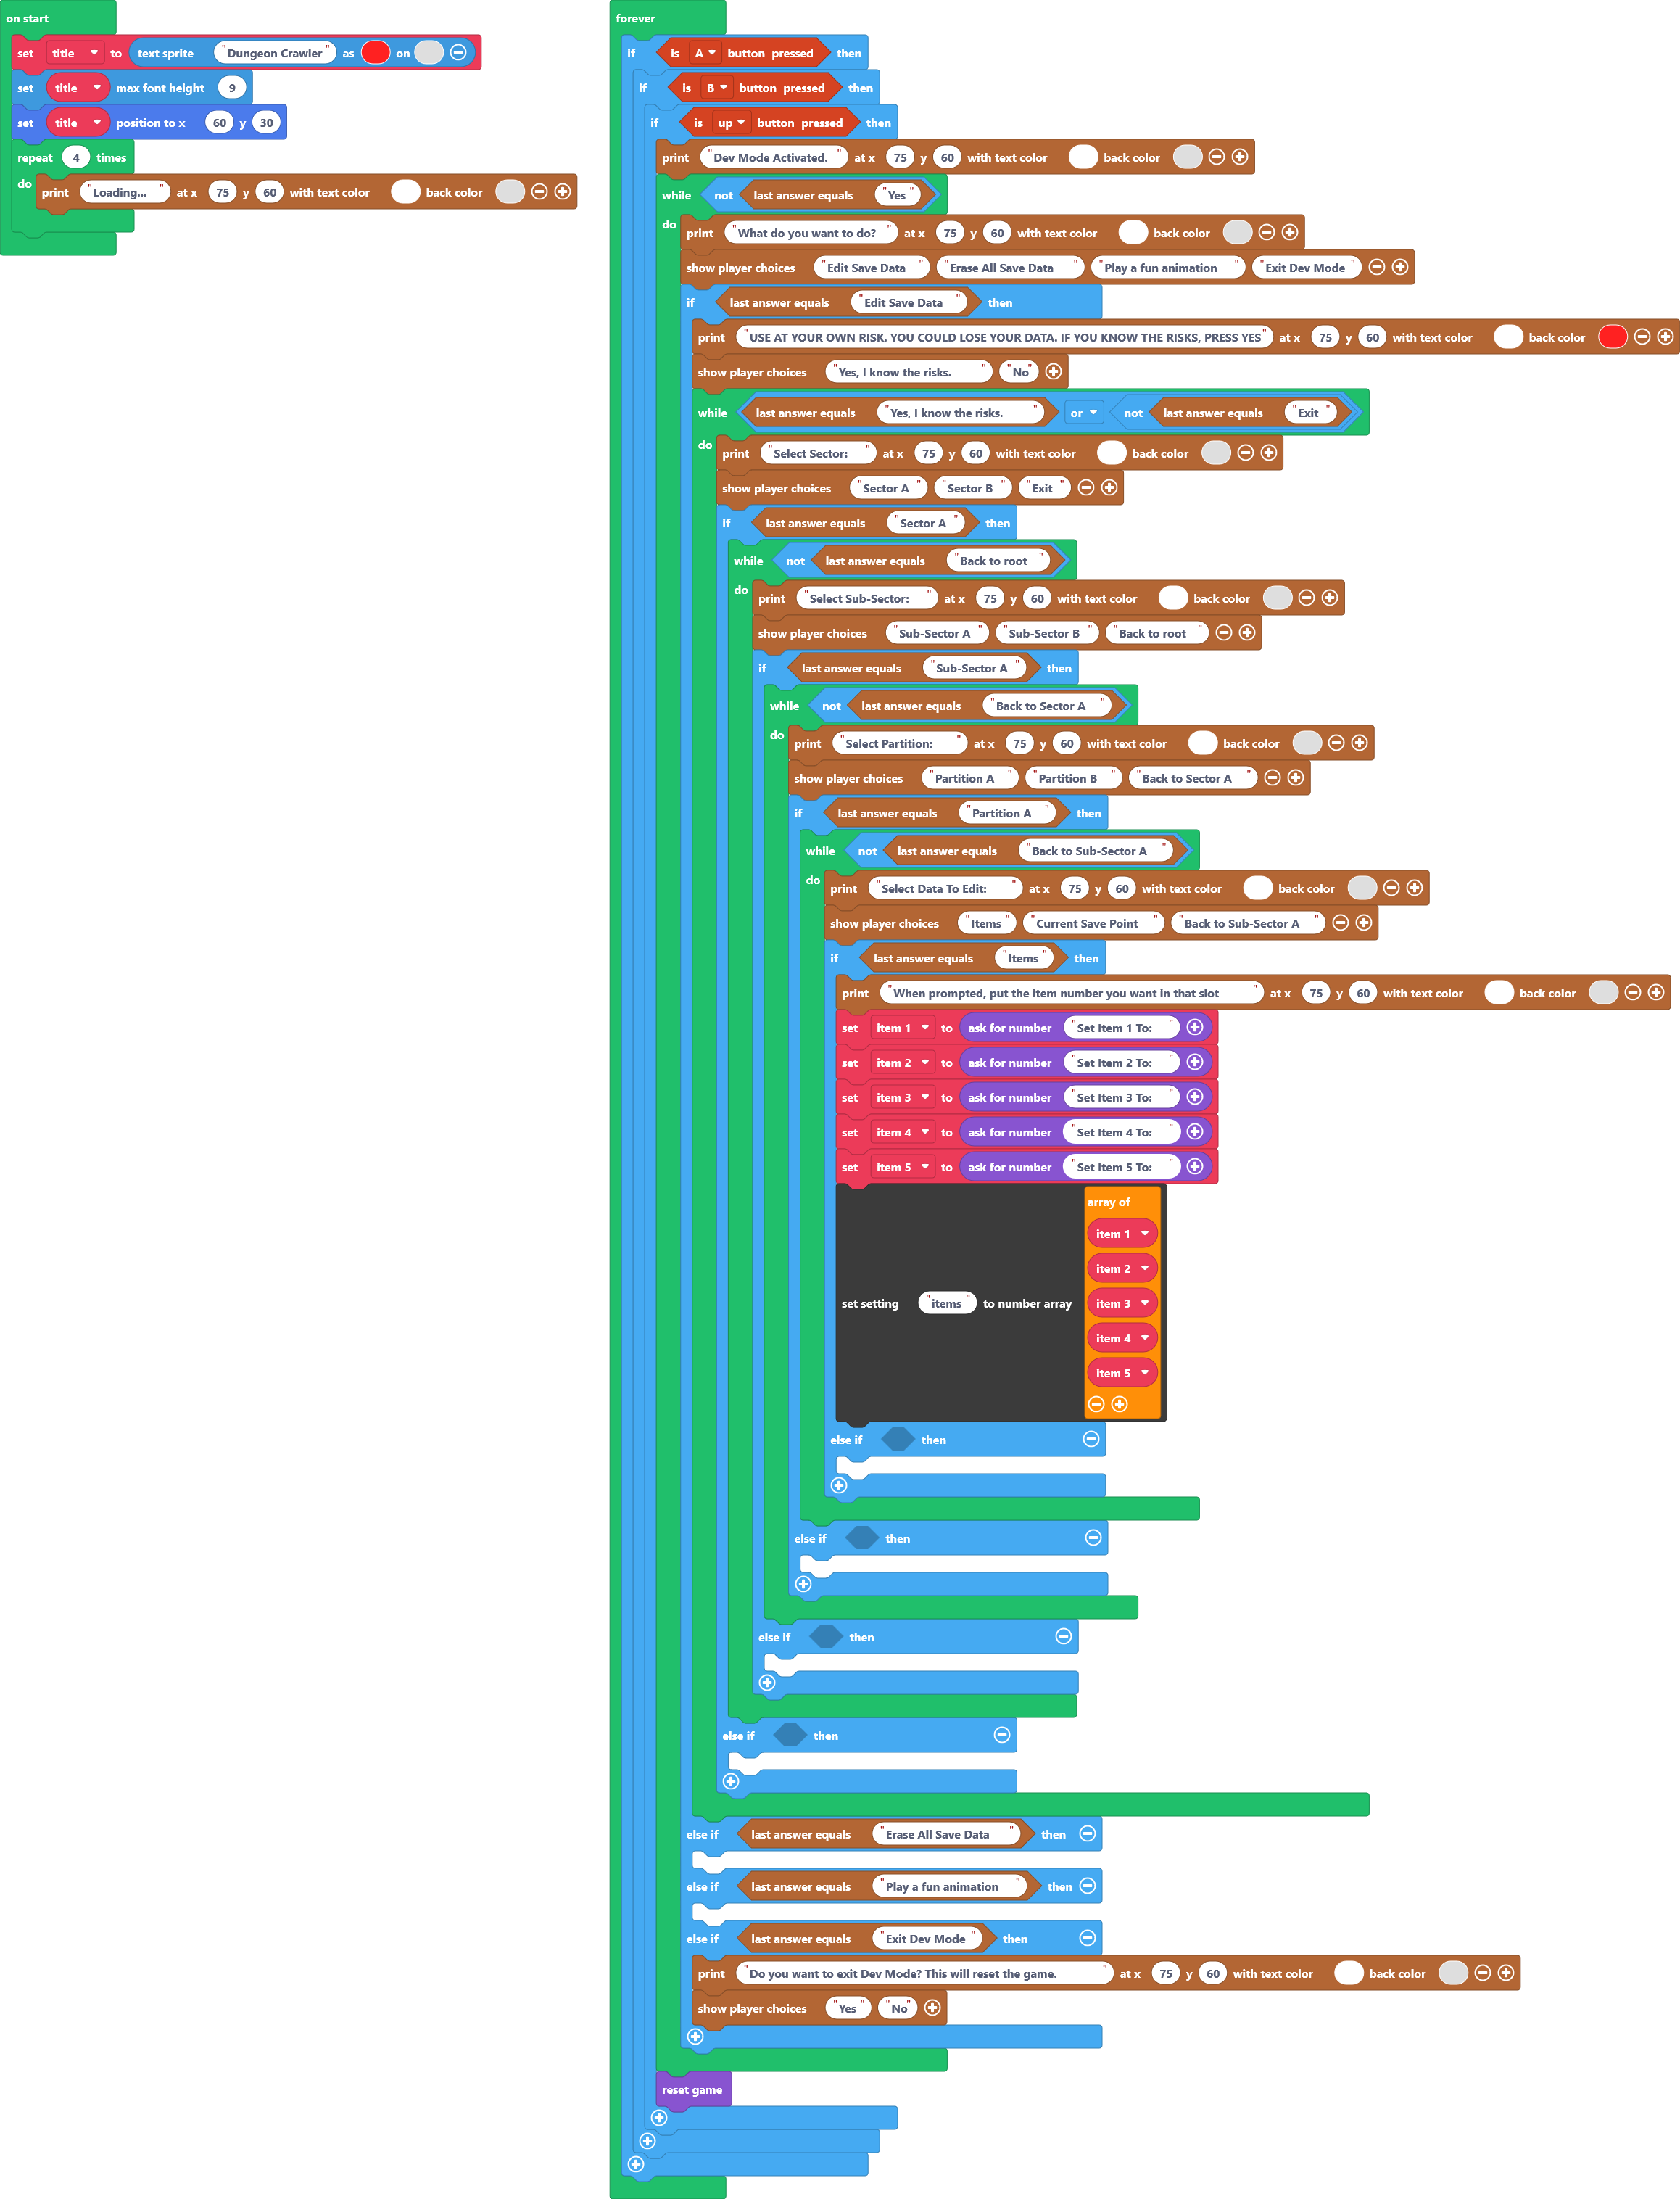 on start
set title to text sprite "Dungeon Crawler" as on
set title max font height 9
set title position to x 60 y 30
repeat 4 times
do
print "Loading..." at x 75 y 60 with text color back color
forever
if is A button pressed then
if is B button pressed then
if is up button pressed then
print "Dev Mode Activated." at x 75 y 60 with text color back color
while not last answer equals "Yes"
do
print "What do you want to do?" at x 75 y 60 with text color back color
show player choices "Edit Save Data" "Erase All Save Data" "Play a fun animation" "Exit Dev Mode"
if last answer equals "Edit Save Data" then
print "USE AT YOUR OWN RISK. YOU COULD LOSE YOUR DATA. IF YOU KNOW THE RISKS, PRESS YES" at x 75 y 60 with text color back color
show player choices "Yes, I know the risks." "No"
while last answer equals "Yes, I know the risks." or not last answer equals "Exit"
do
print "Select Sector:" at x 75 y 60 with text color back color
show player choices "Sector A" "Sector B" "Exit"
if last answer equals "Sector A" then
while not last answer equals "Back to root"
do
print "Select Sub-Sector:" at x 75 y 60 with text color back color
show player choices "Sub-Sector A" "Sub-Sector B" "Back to root"
if last answer equals "Sub-Sector A" then
while not last answer equals "Back to Sector A"
do
print "Select Partition:" at x 75 y 60 with text color back color
show player choices "Partition A" "Partition B" "Back to Sector A"
if last answer equals "Partition A" then
while not last answer equals "Back to Sub-Sector A"
do
print "Select Data To Edit:" at x 75 y 60 with text color back color
show player choices "Items" "Current Save Point" "Back to Sub-Sector A"
if last answer equals "Items" then
print "When prompted, put the item number you want in that slot" at x 75 y 60 with text color back color
set item 1 to ask for number "Set Item 1 To:"
set item 2 to ask for number "Set Item 2 To:"
set item 3 to ask for number "Set Item 3 To:"
set item 4 to ask for number "Set Item 4 To:"
set item 5 to ask for number "Set Item 5 To:"
array of
item 1
item 2
set setting "items" to number array item 3
item 4
item 5
else if then
else if then
else if then
else if then
else if last answer equals "Erase All Save Data" then
else if last answer equals "Play a fun animation" then
else if last answer equals "Exit Dev Mode" then
print "Do you want to exit Dev Mode? This will reset the game." at x 75 y 60 with text color back color
show player choices "Yes" "No"
reset game